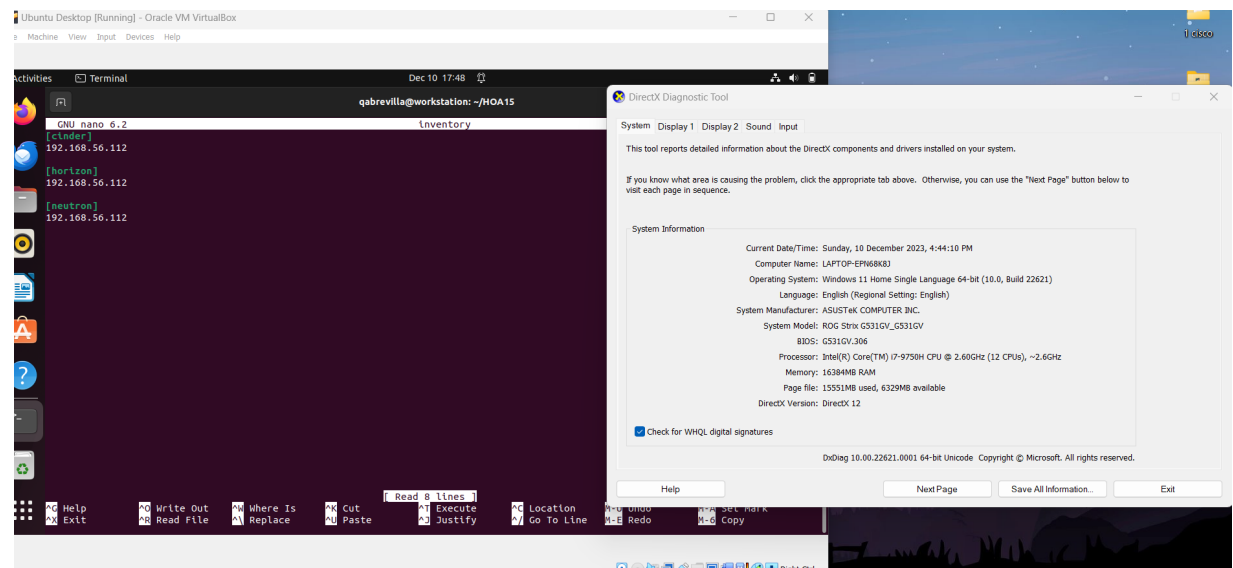 Ubuntu Desktop [Running] - Oracle VM VirtualBox
Machine View Input Devices Help
Activities Terminal Dec 10 17:48
qabrevilla@workstation: ~/HOA15
GNU nano 6.2 inventory
[cinder]
192.168.56.112
[horizon]
192.168.56.112
[neutron]
192.168.56.112
[ Read 8 lines ]
^G Help ^O Write Out ^W Where Is ^K Cut ^T Execute ^C Location M-U Undo M-A Set Mark
^X Exit ^R Read File ^\ Replace ^U Paste ^J Justify ^/ Go To Line M-E Redo M-6 Copy
1 cisco
DirectX Diagnostic Tool
System Display 1 Display 2 Sound Input
This tool reports detailed information about the DirectX components and drivers installed on your system.
If you know what area is causing the problem, click the appropriate tab above. Otherwise, you can use the "Next Page" button below to
visit each page in sequence.
System Information
Current Date/Time: Sunday, 10 December 2023, 4:44:10 PM
Computer Name: LAPTOP-EPN68K8J
Operating System: Windows 11 Home Single Language 64-bit (10.0, Build 22621)
Language: English (Regional Setting: English)
System Manufacturer: ASUSTeK COMPUTER INC.
System Model: ROG Strix G531GV_G531GV
BIOS: G531GV.306
Processor: Intel(R) Core(TM) i7-9750H CPU @ 2.60GHz (12 CPUs), ~2.6GHz
Memory: 16384MB RAM
Page file: 15551MB used, 6329MB available
DirectX Version: DirectX 12
Check for WHQL digital signatures
DxDiag 10.00.22621.0001 64-bit Unicode Copyright © Microsoft. All rights reserved.
Help Next Page Save All Information... Exit
Right Ctrl